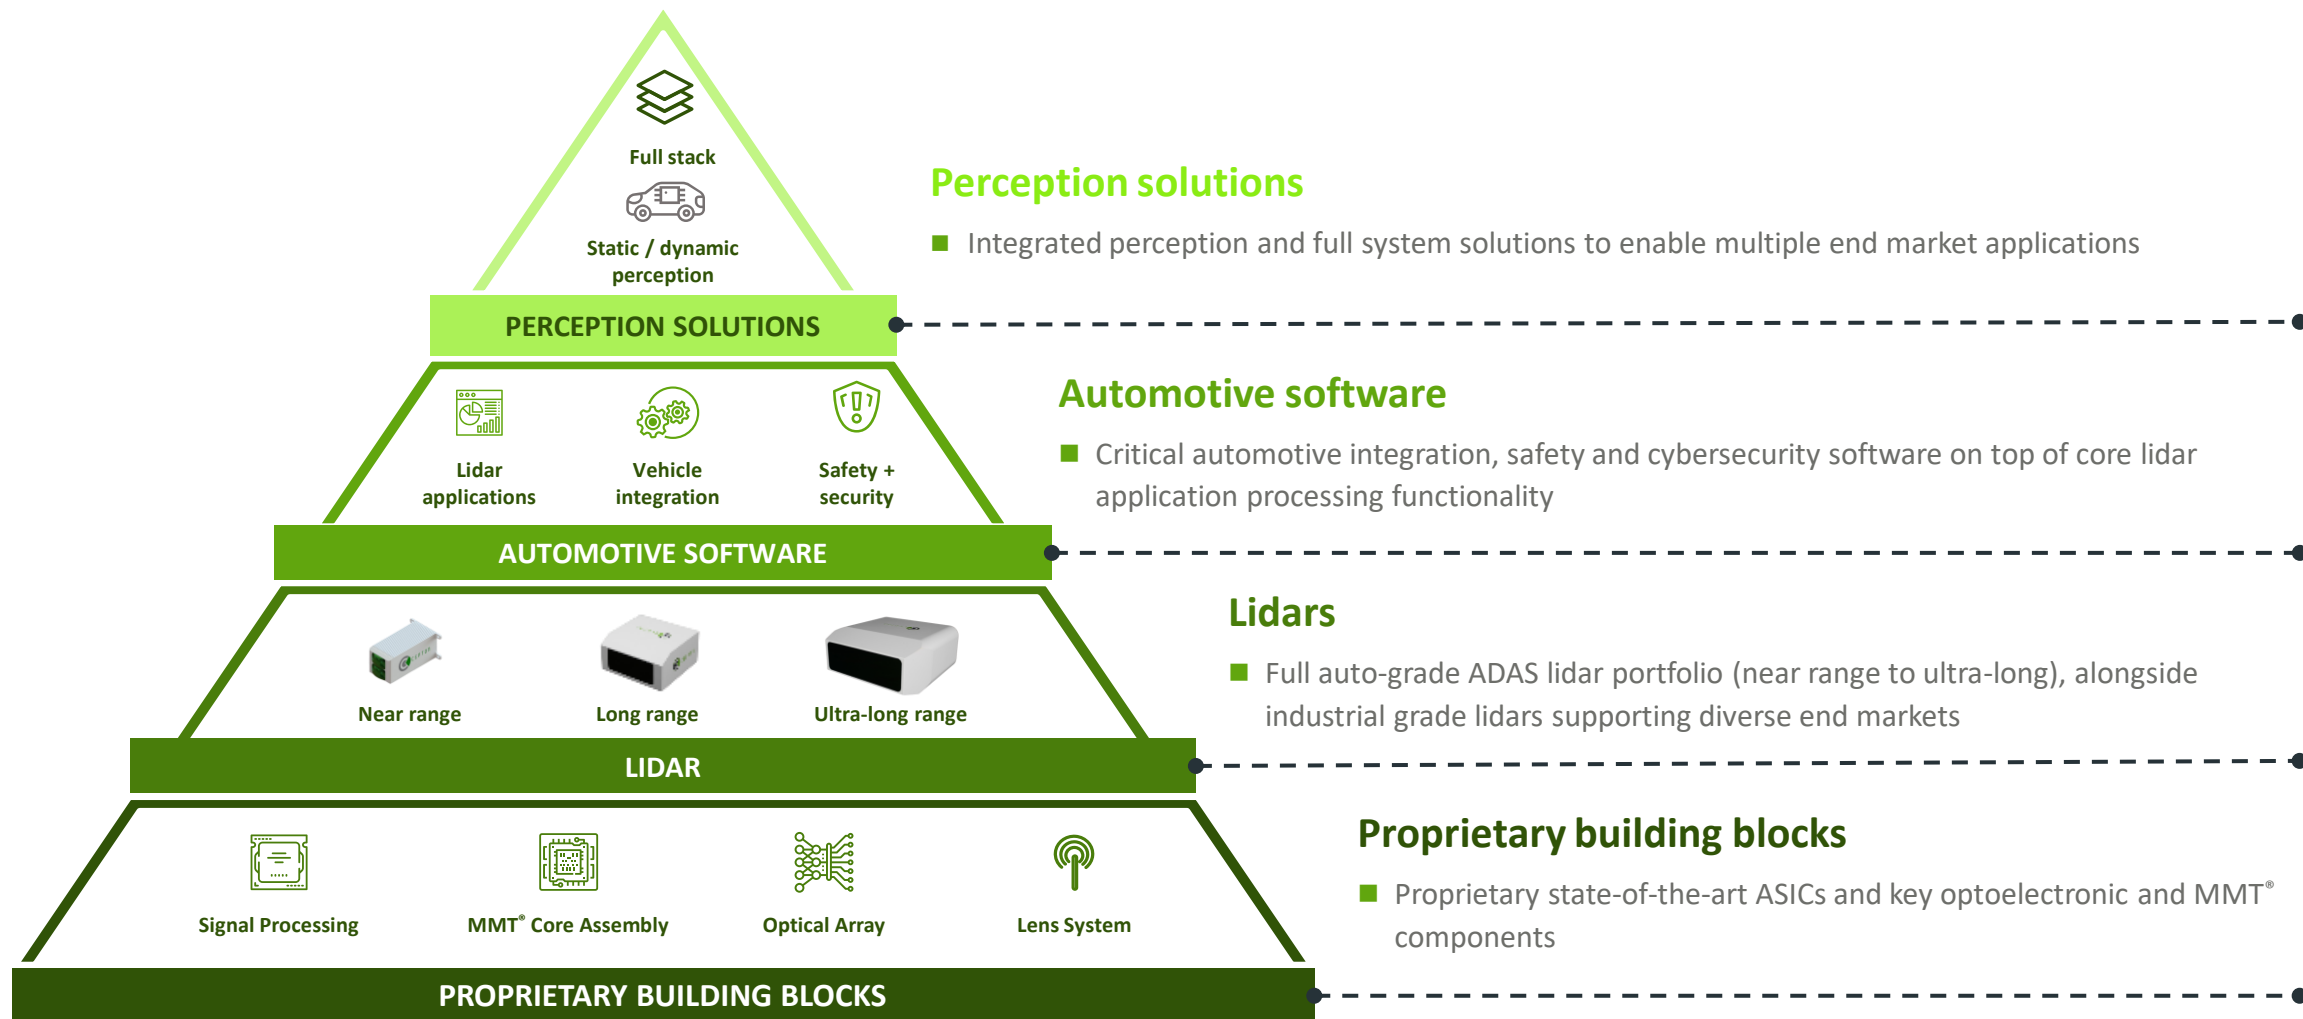 Full stack
Static / dynamic
perception
PERCEPTION SOLUTIONS
Perception solutions
Integrated perception and full system solutions to enable multiple end market applications
Lidar
applications
Vehicle
integration
Safety +
security
AUTOMOTIVE SOFTWARE
Automotive software
Critical automotive integration, safety and cybersecurity software on top of core lidar
application processing functionality
Near range
Long range
Ultra-long range
LIDAR
Lidars
Full auto-grade ADAS lidar portfolio (near range to ultra-long), alongside
industrial grade lidars supporting diverse end markets
Signal Processing
MMT® Core Assembly
Optical Array
Lens System
PROPRIETARY BUILDING BLOCKS
Proprietary building blocks
Proprietary state-of-the-art ASICs and key optoelectronic and MMT®
components